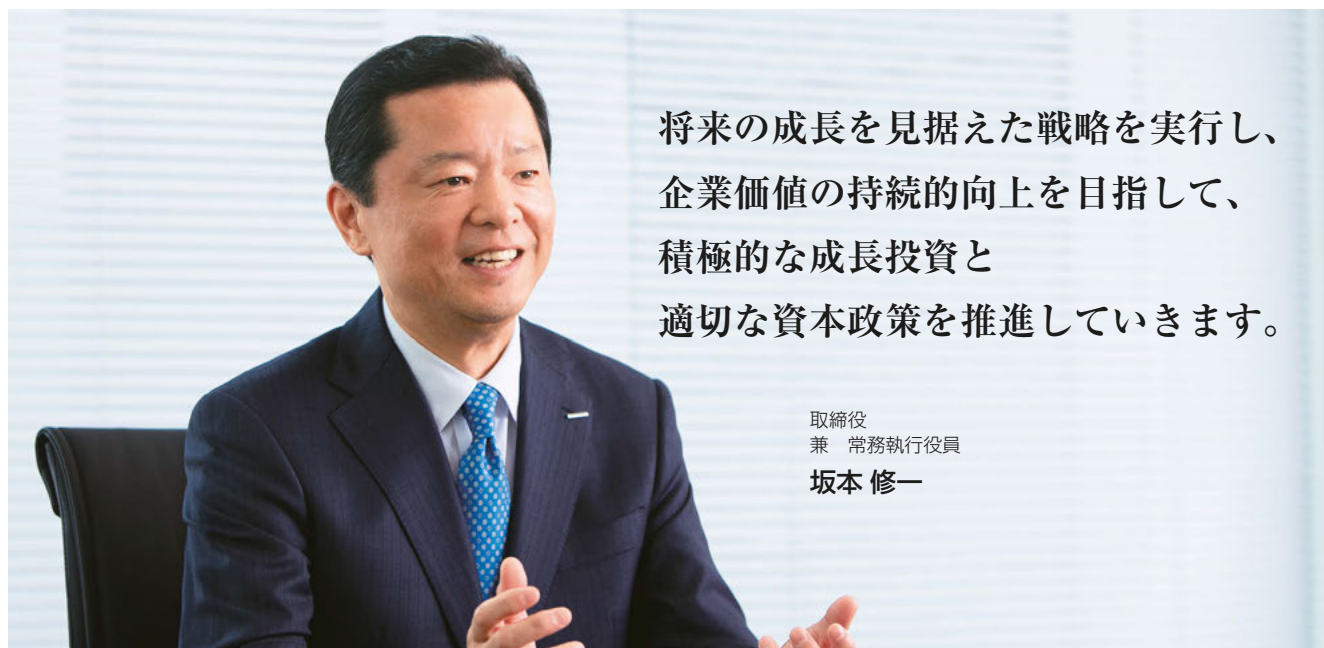 将来の成長を見据えた戦略を実行し、
企業価値の持続的向上を目指して、
積極的な成長投資と
適切な資本政策を推進していきます。
取締役
兼　常務執行役員
坂本 修一